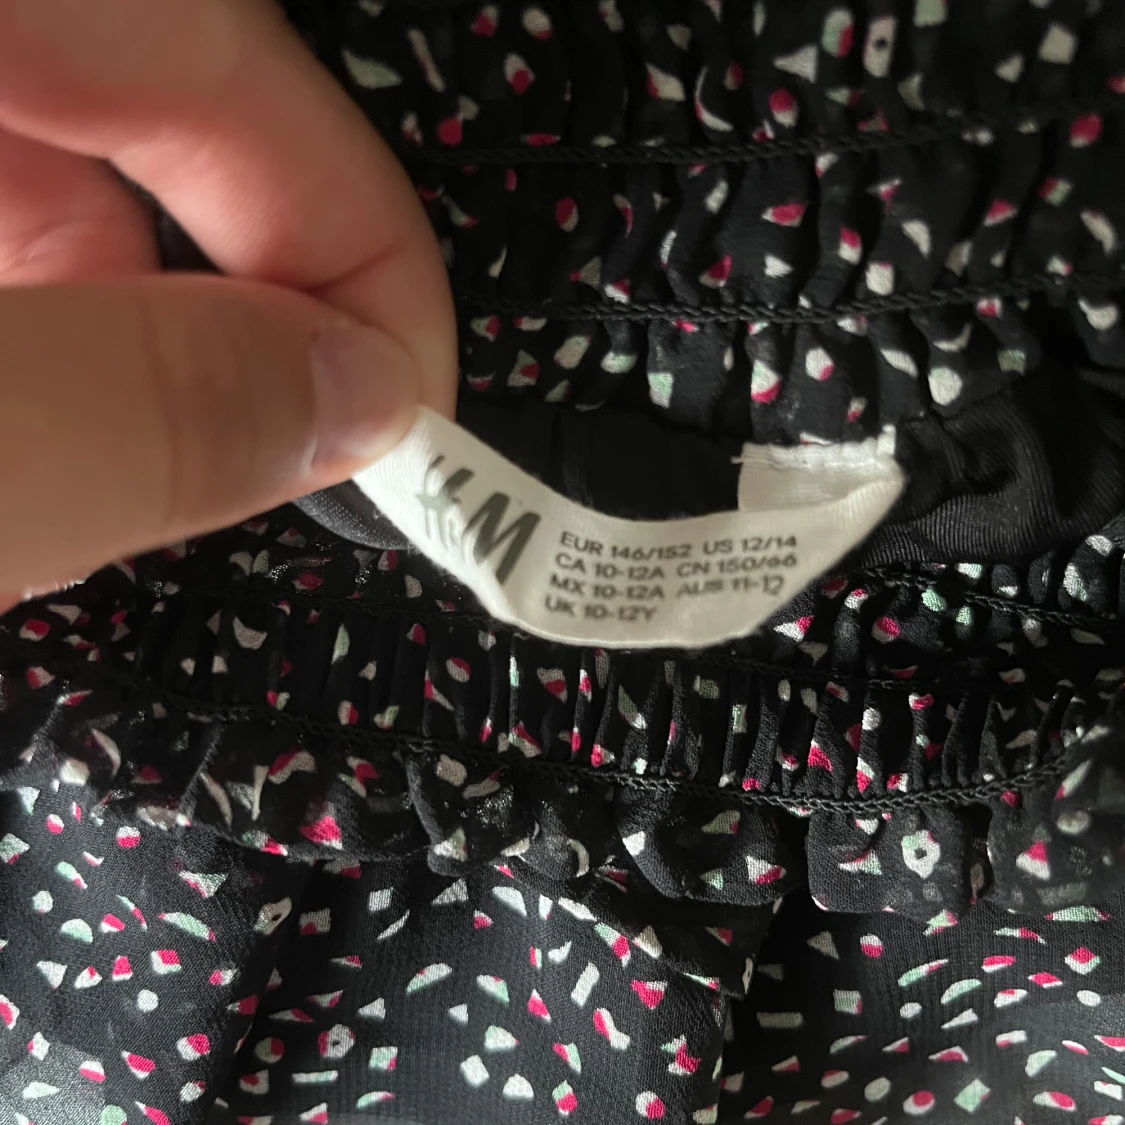 H&M
EUR 146/152 US 12/14
CA 10-12A CN 150/66
MX 10-12A AUS 11-12
UK 10-12Y